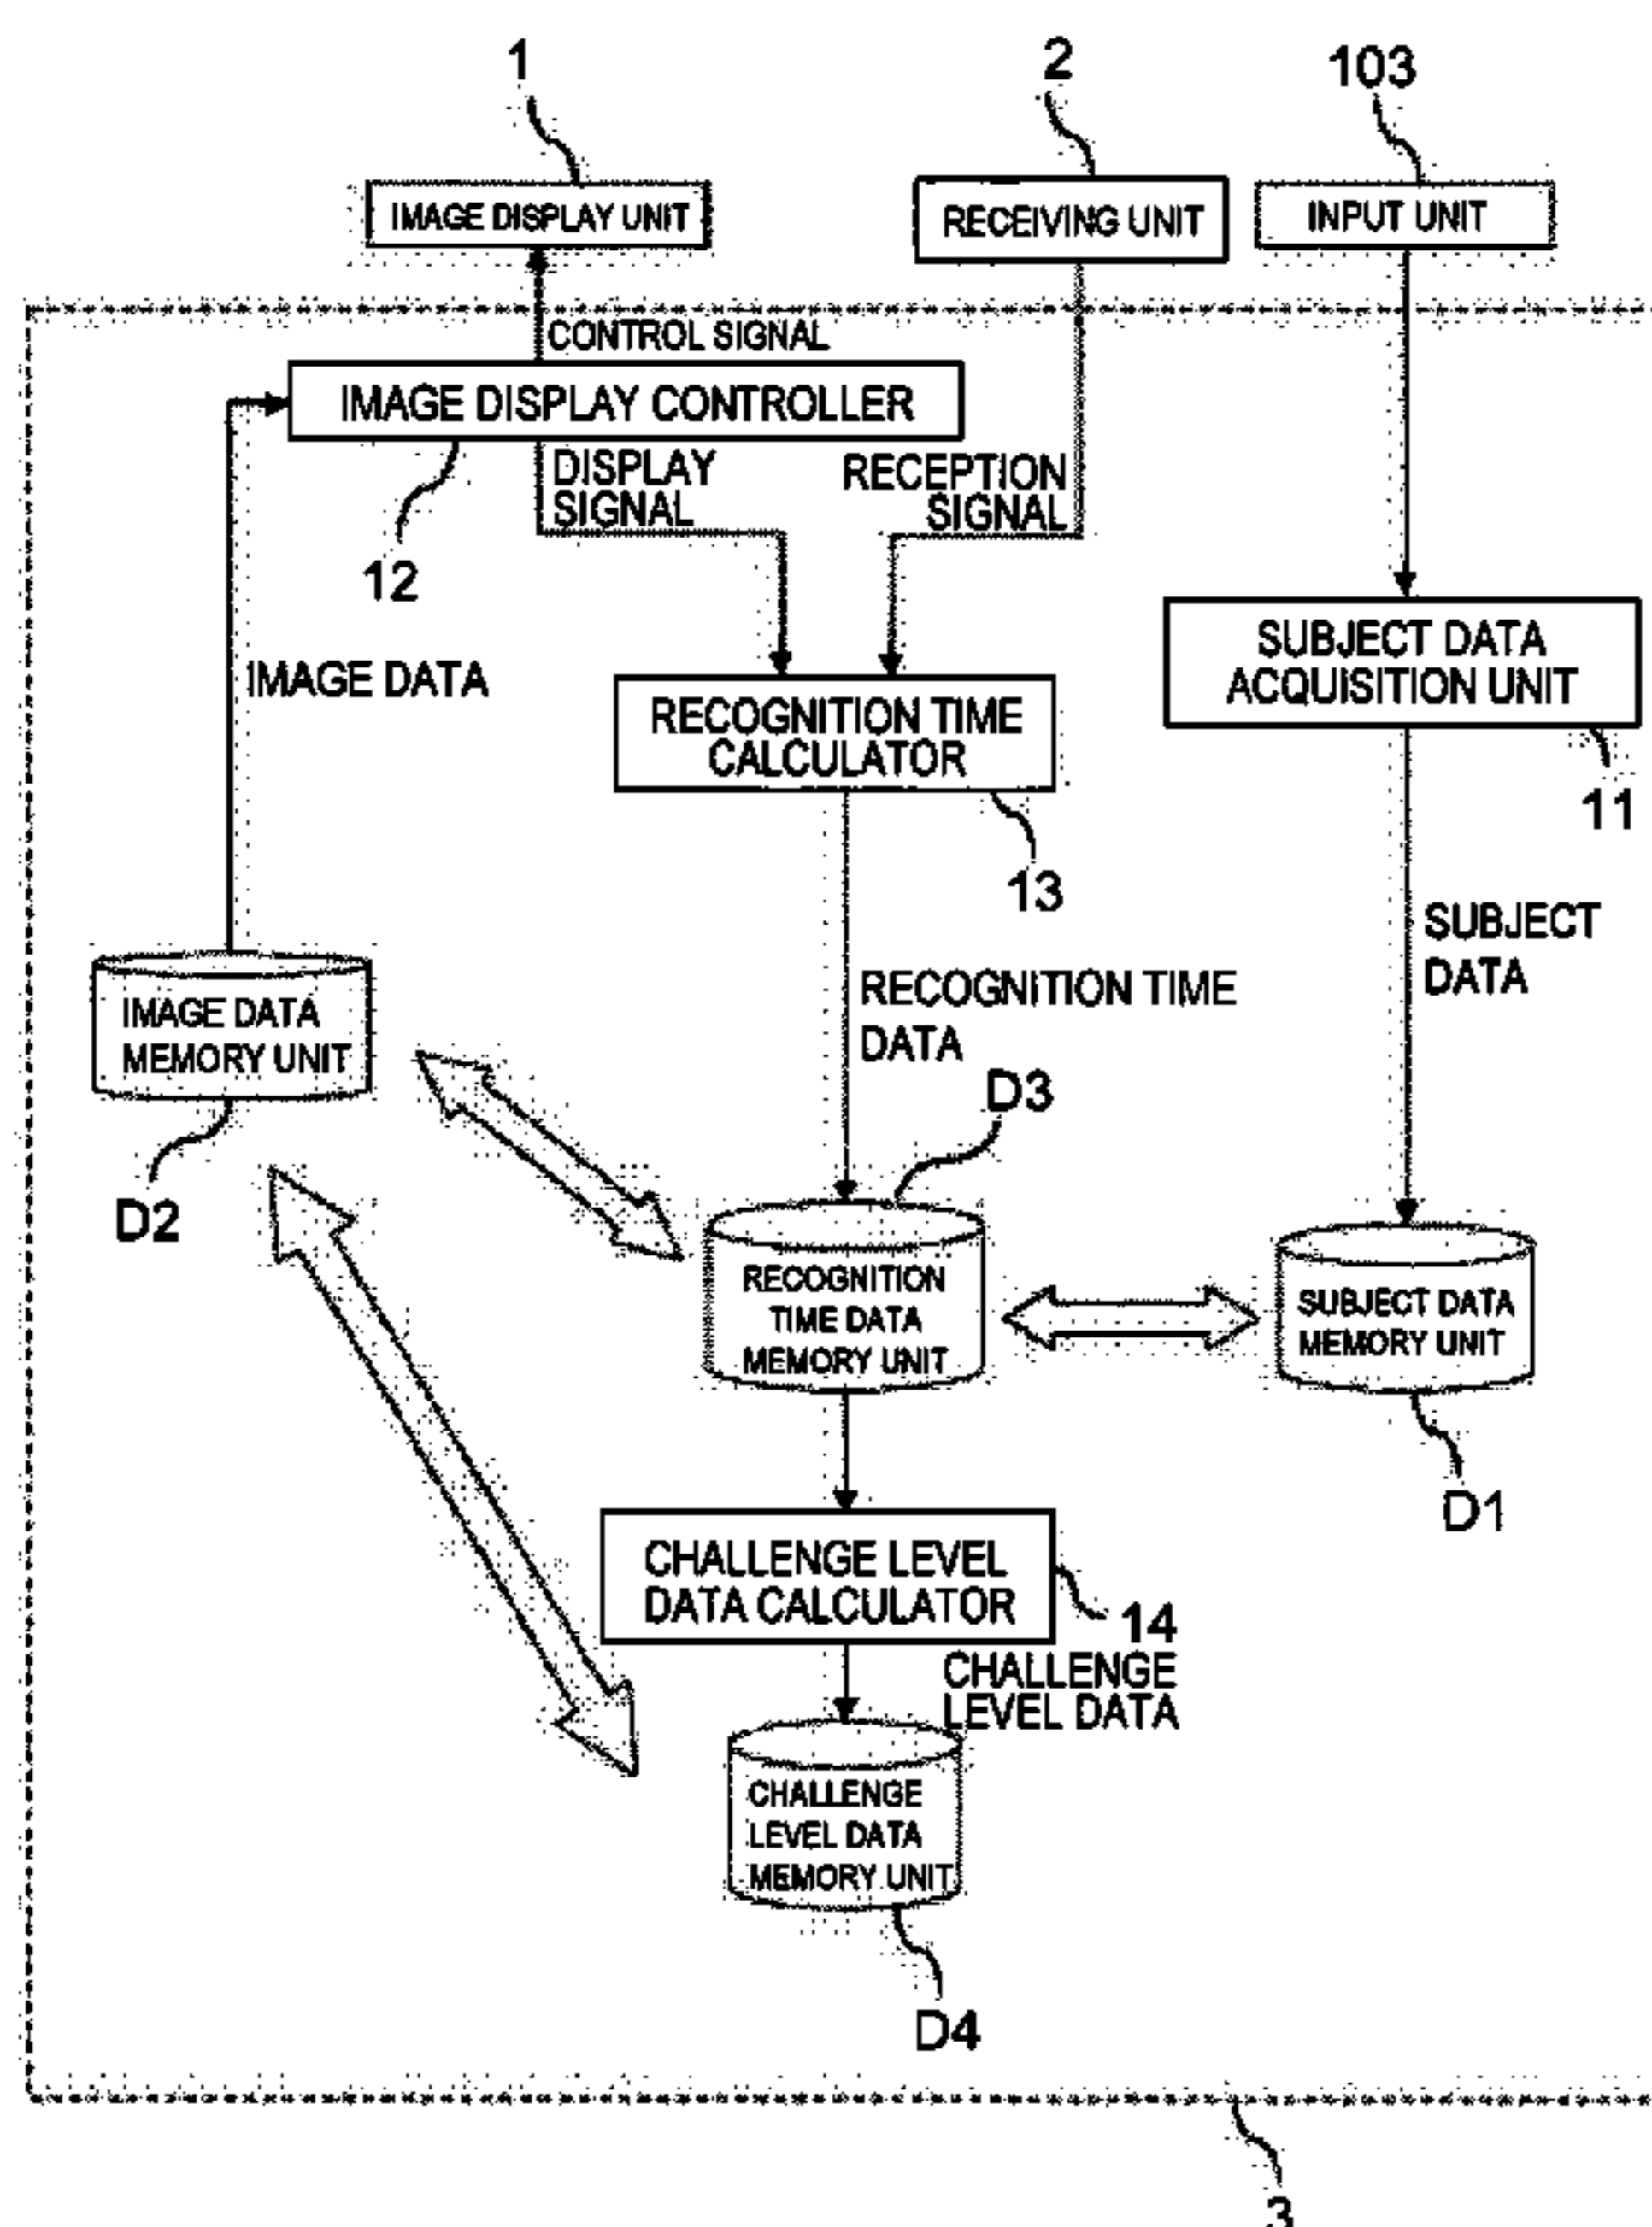 1
2
103
IMAGE DISPLAY UNIT
RECEIVING UNIT
INPUT UNIT
CONTROL SIGNAL
IMAGE DISPLAY CONTROLLER
DISPLAY
SIGNAL
RECEPTION
SIGNAL
12
SUBJECT DATA
ACQUISITION UNIT
IMAGE DATA
RECOGNITION TIME
CALCULATOR
11
13
SUBJECT
DATA
RECOGNITION TIME
DATA
IMAGE DATA
MEMORY UNIT
D3
D2
RECOGNITION
TIME DATA
MEMORY UNIT
SUBJECT DATA
MEMORY UNIT
D1
CHALLENGE LEVEL
DATA CALCULATOR
14
CHALLENGE
LEVEL DATA
CHALLENGE
LEVEL DATA
MEMORY UNIT
D4
3